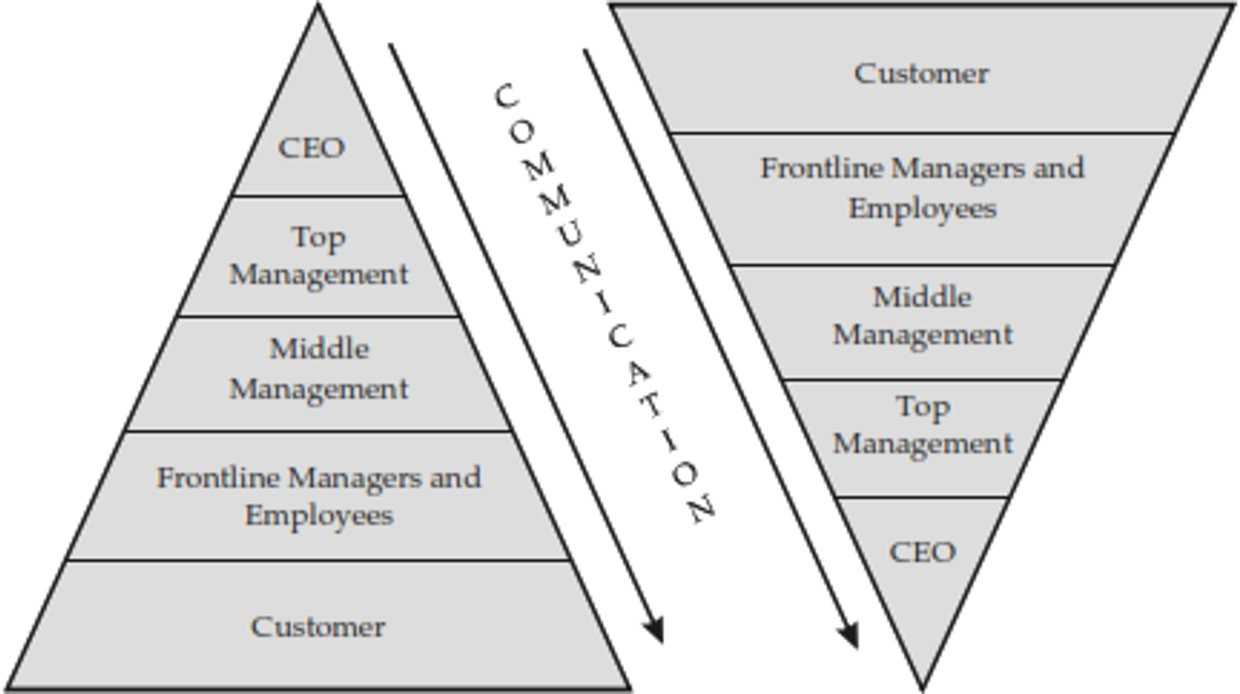 CEO
Top
Management
Middle
Management
Frontline Managers and
Employees
Customer
COMMUNICATION
Customer
Frontline Managers and
Employees
Middle
Management
Top
Management
CEO